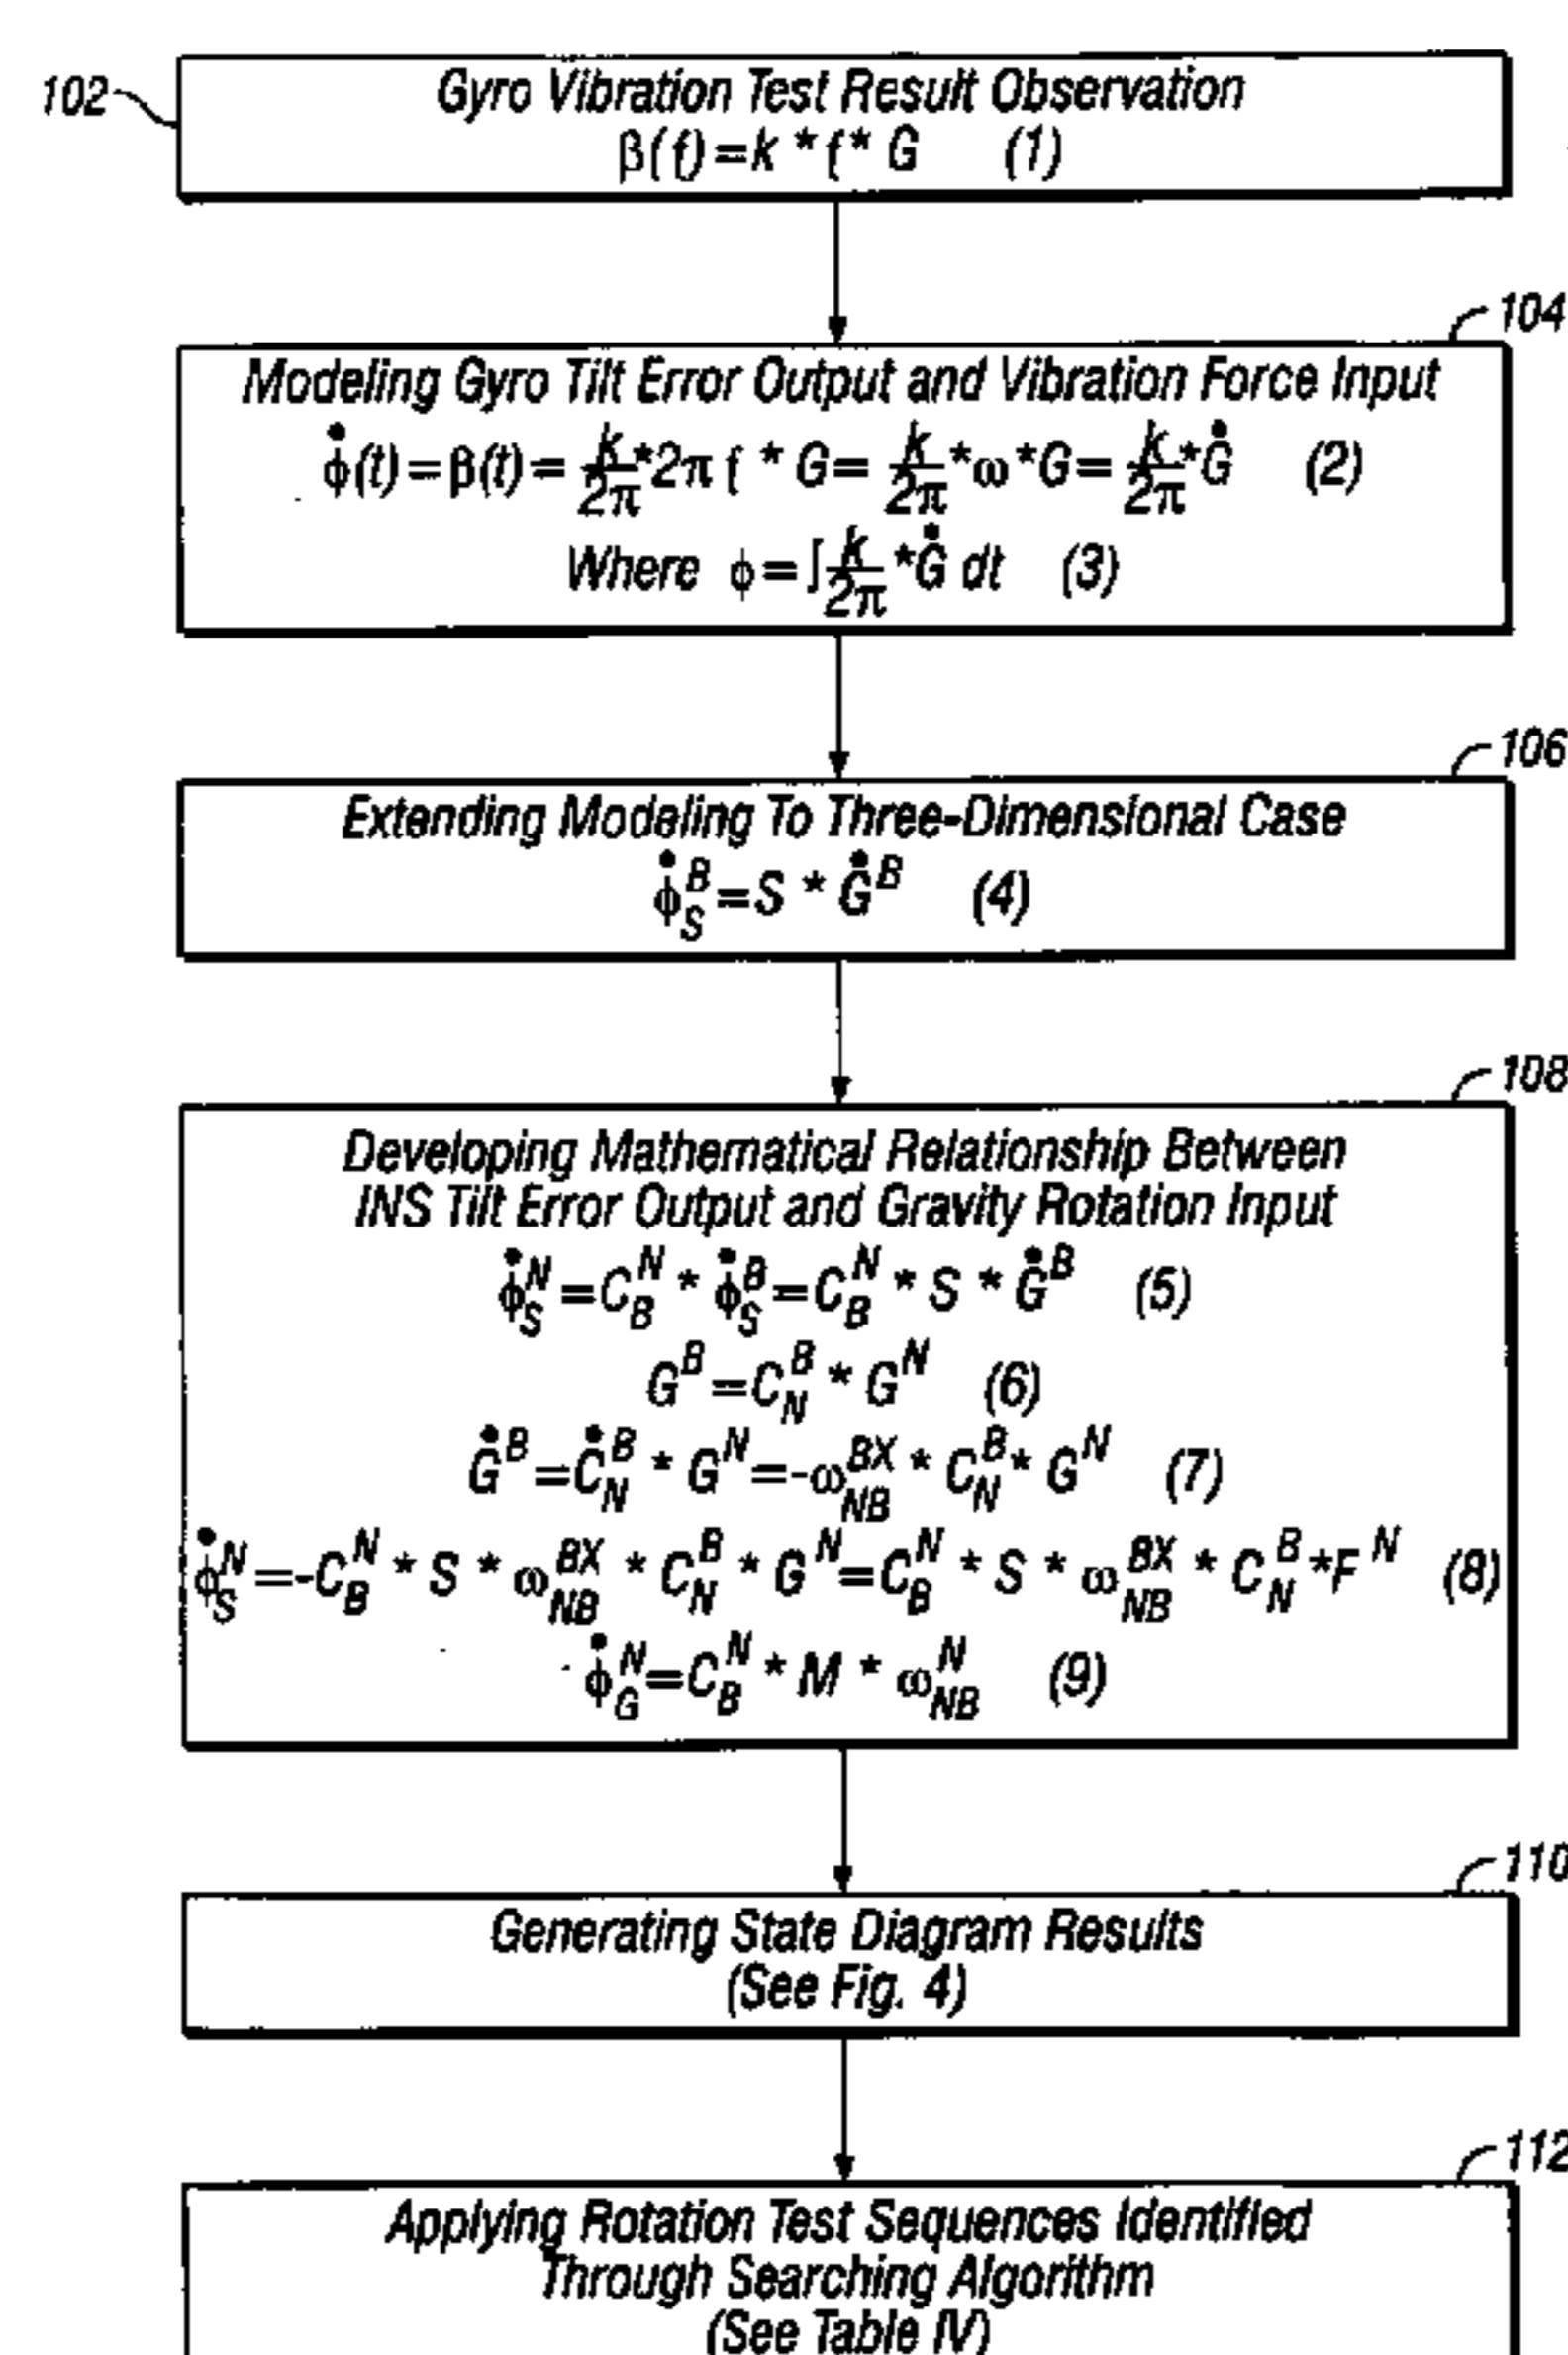 102
Gyro Vibration Test Result Observation
β(f)=k*f*G (1)
104
Modeling Gyro Tilt Error Output and Vibration Force Input
ϕ̇(t)=β(t)=k/2π*2πf*G=k/2π*ω*G=k/2π*Ġ (2)
Where ϕ=∫k/2π*Ġ dt (3)
106
Extending Modeling To Three-Dimensional Case
ϕ̇_S^B=S*Ġ^B (4)
108
Developing Mathematical Relationship Between
INS Tilt Error Output and Gravity Rotation Input
ϕ̇_S^N=C_B^N*ϕ̇_S^B=C_B^N*S*Ġ^B (5)
G^B=C_N^B*G^N (6)
Ġ^B=Ċ_N^B*G^N=-ω_NB^BX*C_N^B*G^N (7)
ϕ̇_S^N=-C_B^N*S*ω_NB^BX*C_N^B*G^N=C_B^N*S*ω_NB^BX*C_N^B*F^N (8)
ϕ̇_G^N=C_B^N*M*ω_NB^N (9)
110
Generating State Diagram Results
(See Fig. 4)
112
Applying Rotation Test Sequences Identified
Through Searching Algorithm
(See Table IV)